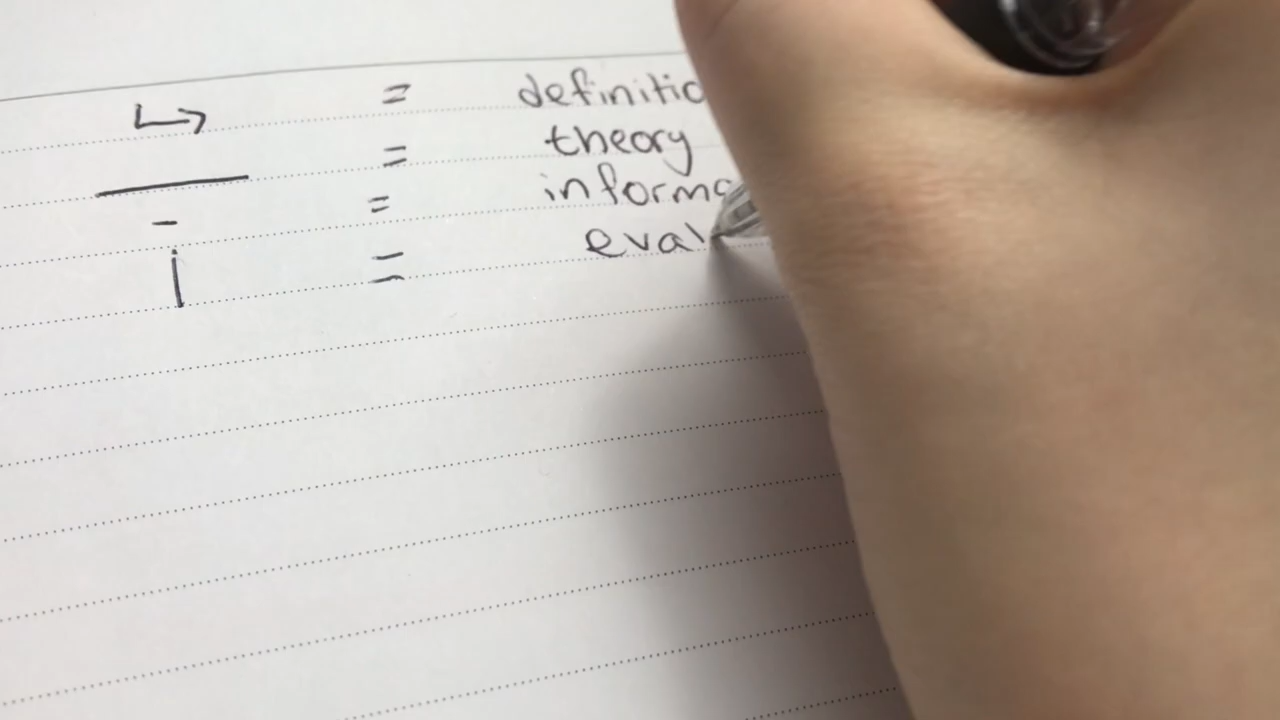 ↳ = definitio
— = theory
- = informa
i = eval